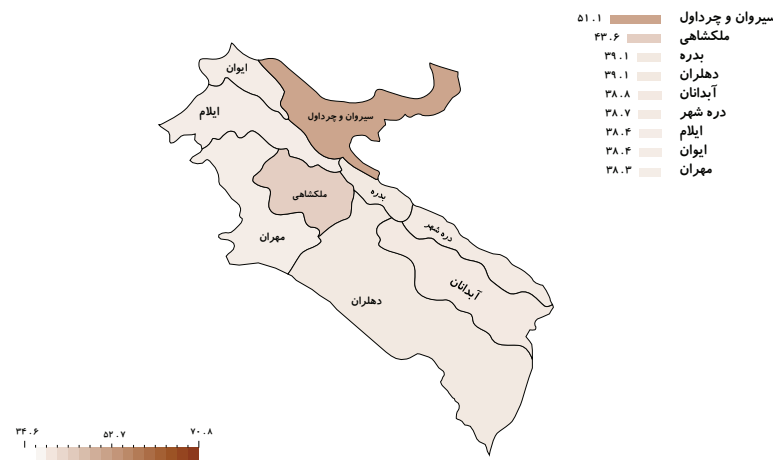 سیروان و چرداول ۵۱.۱
ملکشاهی ۴۳.۶
بدره ۳۹.۱
دهلران ۳۹.۱
آبدانان ۳۸.۸
دره شهر ۳۸.۷
ایلام ۳۸.۴
ایوان ۳۸.۴
مهران ۳۸.۳
ایوان
ایلام
سیروان و چرداول
ملکشاهی
بدره
مهران
دره شهر
آبدانان
دهلران
۳۴.۶ ۵۲.۷ ۷۰.۸